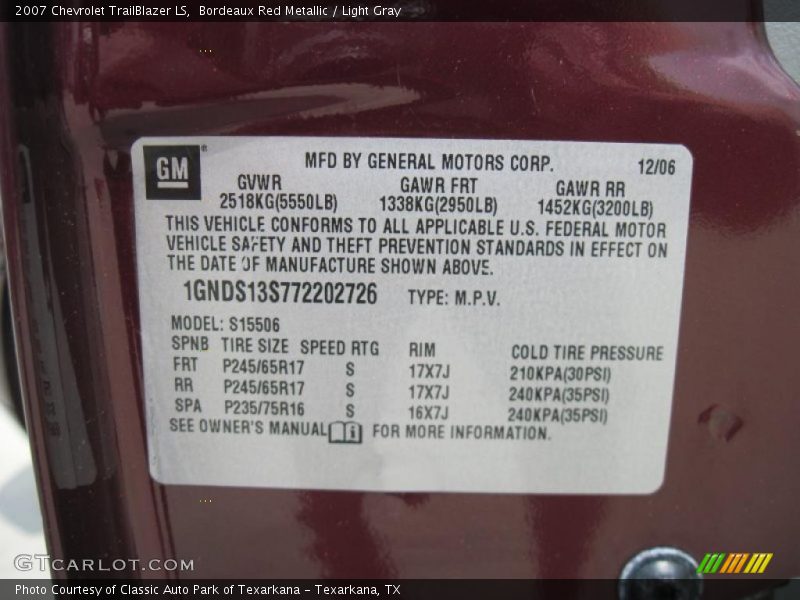 2007 Chevrolet TrailBlazer LS,  Bordeaux Red Metallic / Light Gray
GM
MFD BY GENERAL MOTORS CORP. 12/06
GVWR GAWR FRT GAWR RR
2518KG(5550LB) 1338KG(2950LB) 1452KG(3200LB)
THIS VEHICLE CONFORMS TO ALL APPLICABLE U.S. FEDERAL MOTOR
VEHICLE SAFETY AND THEFT PREVENTION STANDARDS IN EFFECT ON
THE DATE OF MANUFACTURE SHOWN ABOVE.
1GNDS13S772202726 TYPE: M.P.V.
MODEL: S15506
SPNB TIRE SIZE SPEED RTG RIM COLD TIRE PRESSURE
FRT P245/65R17 S 17X7J 210KPA(30PSI)
RR P245/65R17 S 17X7J 240KPA(35PSI)
SPA P235/75R16 S 16X7J 240KPA(35PSI)
SEE OWNER'S MANUAL FOR MORE INFORMATION.
GTCARLOT.COM
Photo Courtesy of Classic Auto Park of Texarkana - Texarkana, TX